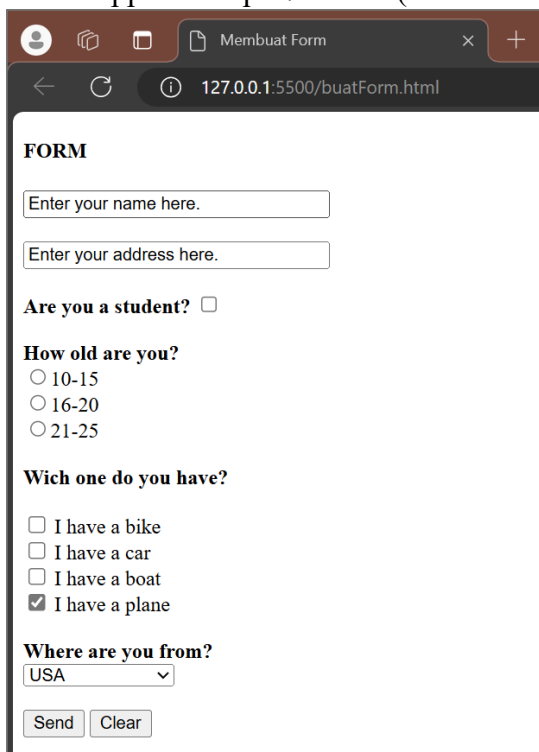 Membuat Form
127.0.0.1:5500/buatForm.html
FORM
Enter your name here.
Enter your address here.
Are you a student?
How old are you?
10-15
16-20
21-25
Wich one do you have?
I have a bike
I have a car
I have a boat
I have a plane
Where are you from?
USA
Send Clear